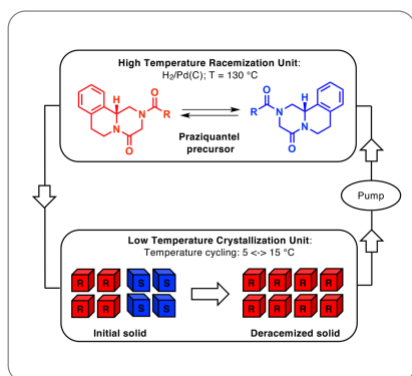 High Temperature Racemization Unit:
H₂/Pd(C); T = 130 °C
H
N
O
R
N
O
Praziquantel
precursor
O
R
N
H
N
O
Pump
Low Temperature Crystallization Unit:
Temperature cycling: 5 <-> 15 °C
R R S S R R R R
R R S S R R R R
Initial solid Deracemized solid